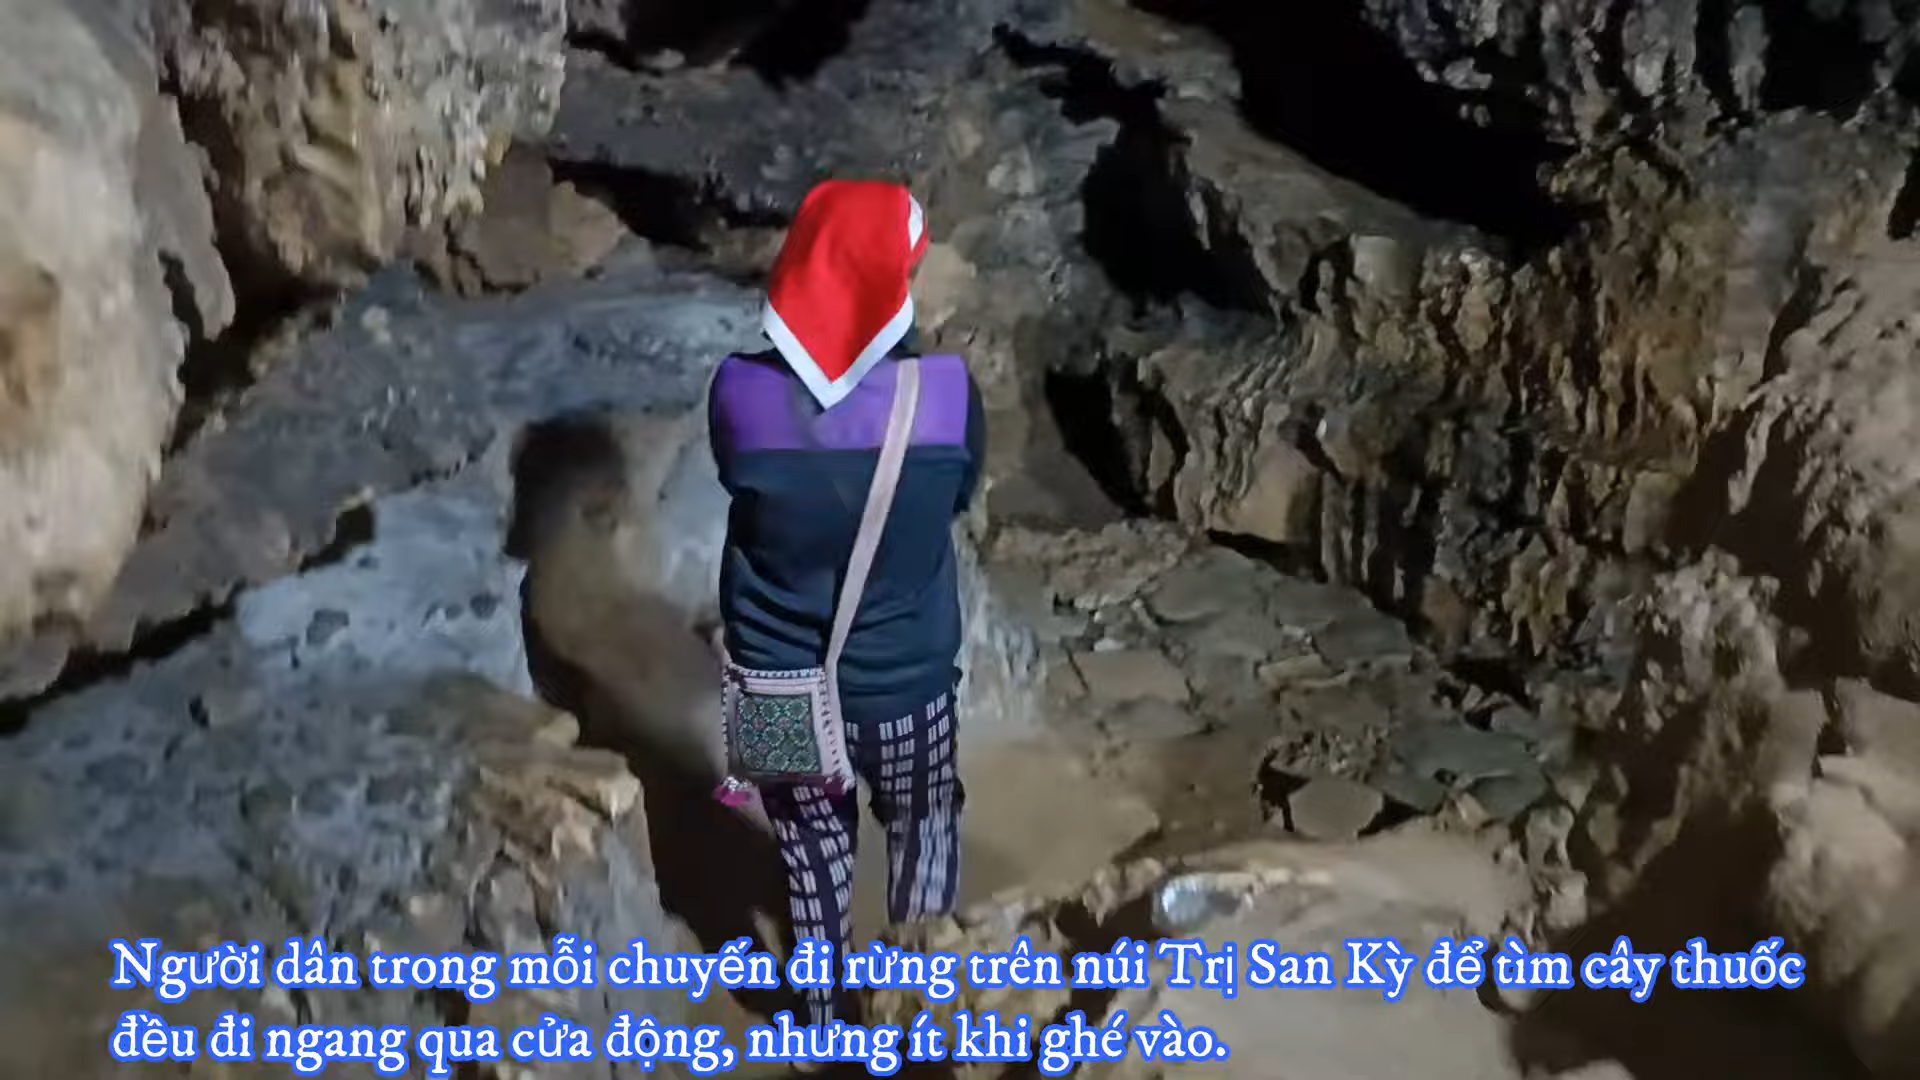 Người dân trong mỗi chuyến đi rừng trên núi Trị San Kỳ để tìm cây thuốc
đều đi ngang qua cửa động, nhưng ít khi ghé vào.